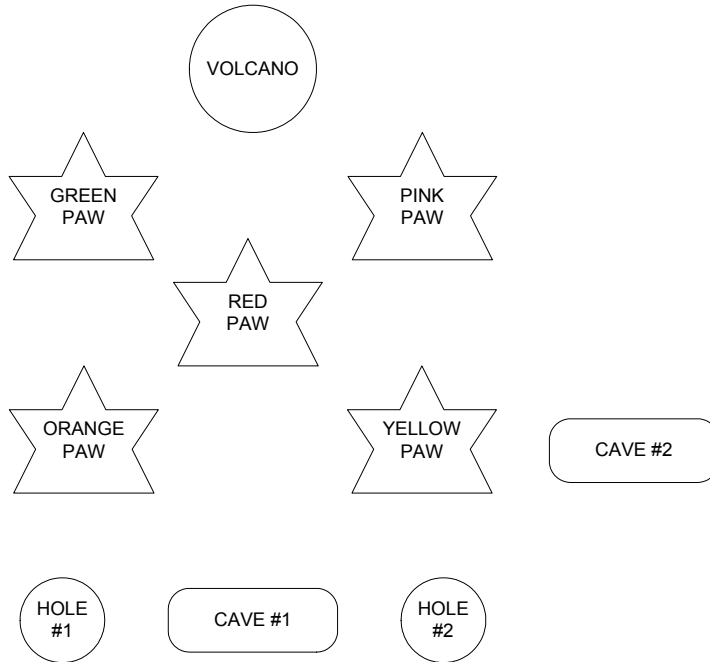 VOLCANO
GREEN
PAW
PINK
PAW
RED
PAW
ORANGE
PAW
YELLOW
PAW
CAVE #2
HOLE
#1
CAVE #1
HOLE
#2